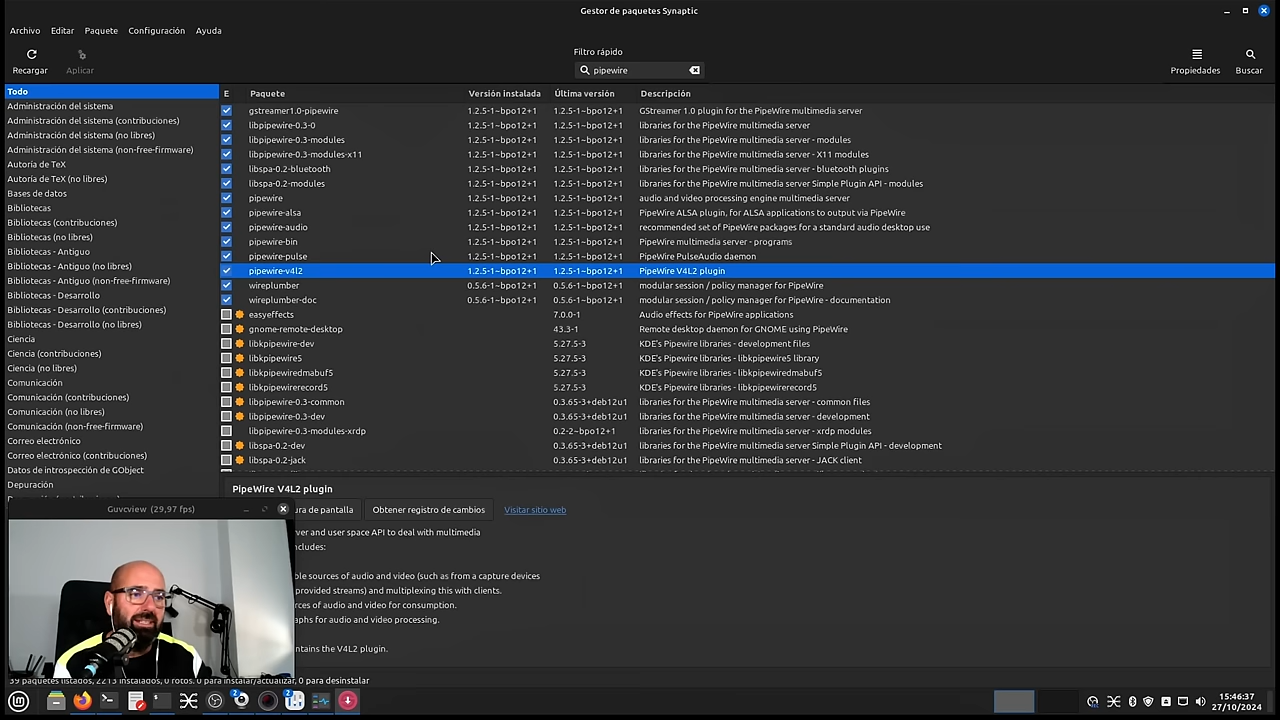 Gestor de paquetes Synaptic
Archivo Editar Paquete Configuración Ayuda
Recargar Aplicar
Filtro rápido
pipewire
Propiedades Buscar
Todo
Administración del sistema
Administración del sistema (contribuciones)
Administración del sistema (no libres)
Administración del sistema (non-free-firmware)
Autoría de TeX
Autoría de TeX (no libres)
Bases de datos
Bibliotecas
Bibliotecas (contribuciones)
Bibliotecas (no libres)
Bibliotecas - Antiguo
Bibliotecas - Antiguo (no libres)
Bibliotecas - Antiguo (non-free-firmware)
Bibliotecas - Desarrollo
Bibliotecas - Desarrollo (contribuciones)
Bibliotecas - Desarrollo (no libres)
Ciencia
Ciencia (contribuciones)
Ciencia (no libres)
Comunicación
Comunicación (contribuciones)
Comunicación (no libres)
Comunicación (non-free-firmware)
Correo electrónico
Correo electrónico (contribuciones)
Datos de introspección de GObject
Depuración
E Paquete Versión instalada Última versión Descripción
gstreamer1.0-pipewire 1.2.5-1~bpo12+1 1.2.5-1~bpo12+1 GStreamer 1.0 plugin for the PipeWire multimedia server
libpipewire-0.3-0 1.2.5-1~bpo12+1 1.2.5-1~bpo12+1 libraries for the PipeWire multimedia server
libpipewire-0.3-modules 1.2.5-1~bpo12+1 1.2.5-1~bpo12+1 libraries for the PipeWire multimedia server - modules
libpipewire-0.3-modules-x11 1.2.5-1~bpo12+1 1.2.5-1~bpo12+1 libraries for the PipeWire multimedia server - X11 modules
libspa-0.2-bluetooth 1.2.5-1~bpo12+1 1.2.5-1~bpo12+1 libraries for the PipeWire multimedia server - bluetooth plugins
libspa-0.2-modules 1.2.5-1~bpo12+1 1.2.5-1~bpo12+1 libraries for the PipeWire multimedia server Simple Plugin API - modules
pipewire 1.2.5-1~bpo12+1 1.2.5-1~bpo12+1 audio and video processing engine multimedia server
pipewire-alsa 1.2.5-1~bpo12+1 1.2.5-1~bpo12+1 PipeWire ALSA plugin, for ALSA applications to output via PipeWire
pipewire-audio 1.2.5-1~bpo12+1 1.2.5-1~bpo12+1 recommended set of PipeWire packages for a standard audio desktop use
pipewire-bin 1.2.5-1~bpo12+1 1.2.5-1~bpo12+1 PipeWire multimedia server - programs
pipewire-pulse 1.2.5-1~bpo12+1 1.2.5-1~bpo12+1 PipeWire PulseAudio daemon
pipewire-v4l2 1.2.5-1~bpo12+1 1.2.5-1~bpo12+1 PipeWire V4L2 plugin
wireplumber 0.5.6-1~bpo12+1 0.5.6-1~bpo12+1 modular session / policy manager for PipeWire
wireplumber-doc 0.5.6-1~bpo12+1 0.5.6-1~bpo12+1 modular session / policy manager for PipeWire - documentation
easyeffects 7.0.0-1 Audio effects for PipeWire applications
gnome-remote-desktop 43.3-1 Remote desktop daemon for GNOME using PipeWire
libkpipewire-dev 5.27.5-3 KDE's Pipewire libraries - development files
libkpipewire5 5.27.5-3 KDE's Pipewire libraries - libkpipewire5 library
libkpipewiredmabuf5 5.27.5-3 KDE's Pipewire libraries - libkpipewiredmabuf5
libkpipewirerecord5 5.27.5-3 KDE's Pipewire libraries - libkpipewirerecord5
libpipewire-0.3-common 0.3.65-3+deb12u1 libraries for the PipeWire multimedia server - common files
libpipewire-0.3-dev 0.3.65-3+deb12u1 libraries for the PipeWire multimedia server - development
libpipewire-0.3-modules-xrdp 0.2-2~bpo12+1 libraries for the PipeWire multimedia server - xrdp modules
libspa-0.2-dev 0.3.65-3+deb12u1 libraries for the PipeWire multimedia server Simple Plugin API - development
libspa-0.2-jack 0.3.65-3+deb12u1 libraries for the PipeWire multimedia server - JACK client
PipeWire V4L2 plugin
ura de pantalla Obtener registro de cambios Visitar sitio web
ver and user space API to deal with multimedia
ncludes:
ble sources of audio and video (such as from a capture devices
provided streams) and multiplexing this with clients.
rces of audio and video for consumption.
aphs for audio and video processing.
ntains the V4L2 plugin.
Guvcview (29,97 fps)
39 paquetes listados, 2213 instalados, 0 rotos. 0 para instalar/actualizar, 0 para desinstalar
2
2
15:46:37
27/10/2024